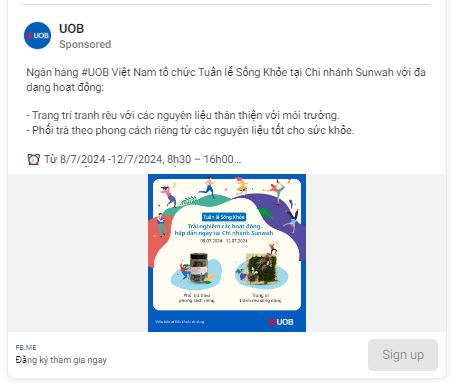 UOB
UOB
Sponsored
Ngân hàng #UOB Việt Nam tổ chức Tuần lễ Sống Khỏe tại Chi nhánh Sunwah với đa
dạng hoạt động:
- Trang trí tranh rêu với các nguyên liệu thân thiện với môi trường.
- Phối trà theo phong cách riêng từ các nguyên liệu tốt cho sức khỏe.
⏰ Từ 8/7/2024 -12/7/2024, 8h30 – 16h00...
Tuần lễ Sống Khỏe
Trải nghiệm các hoạt động
hấp dẫn ngay tại Chi nhánh Sunwah
08.07.2024 - 12.07.2024
Phối trà theo
phong cách riêng
Trang trí
tranh rêu sống động
UOB
FB.ME
Đăng ký tham gia ngay
Sign up